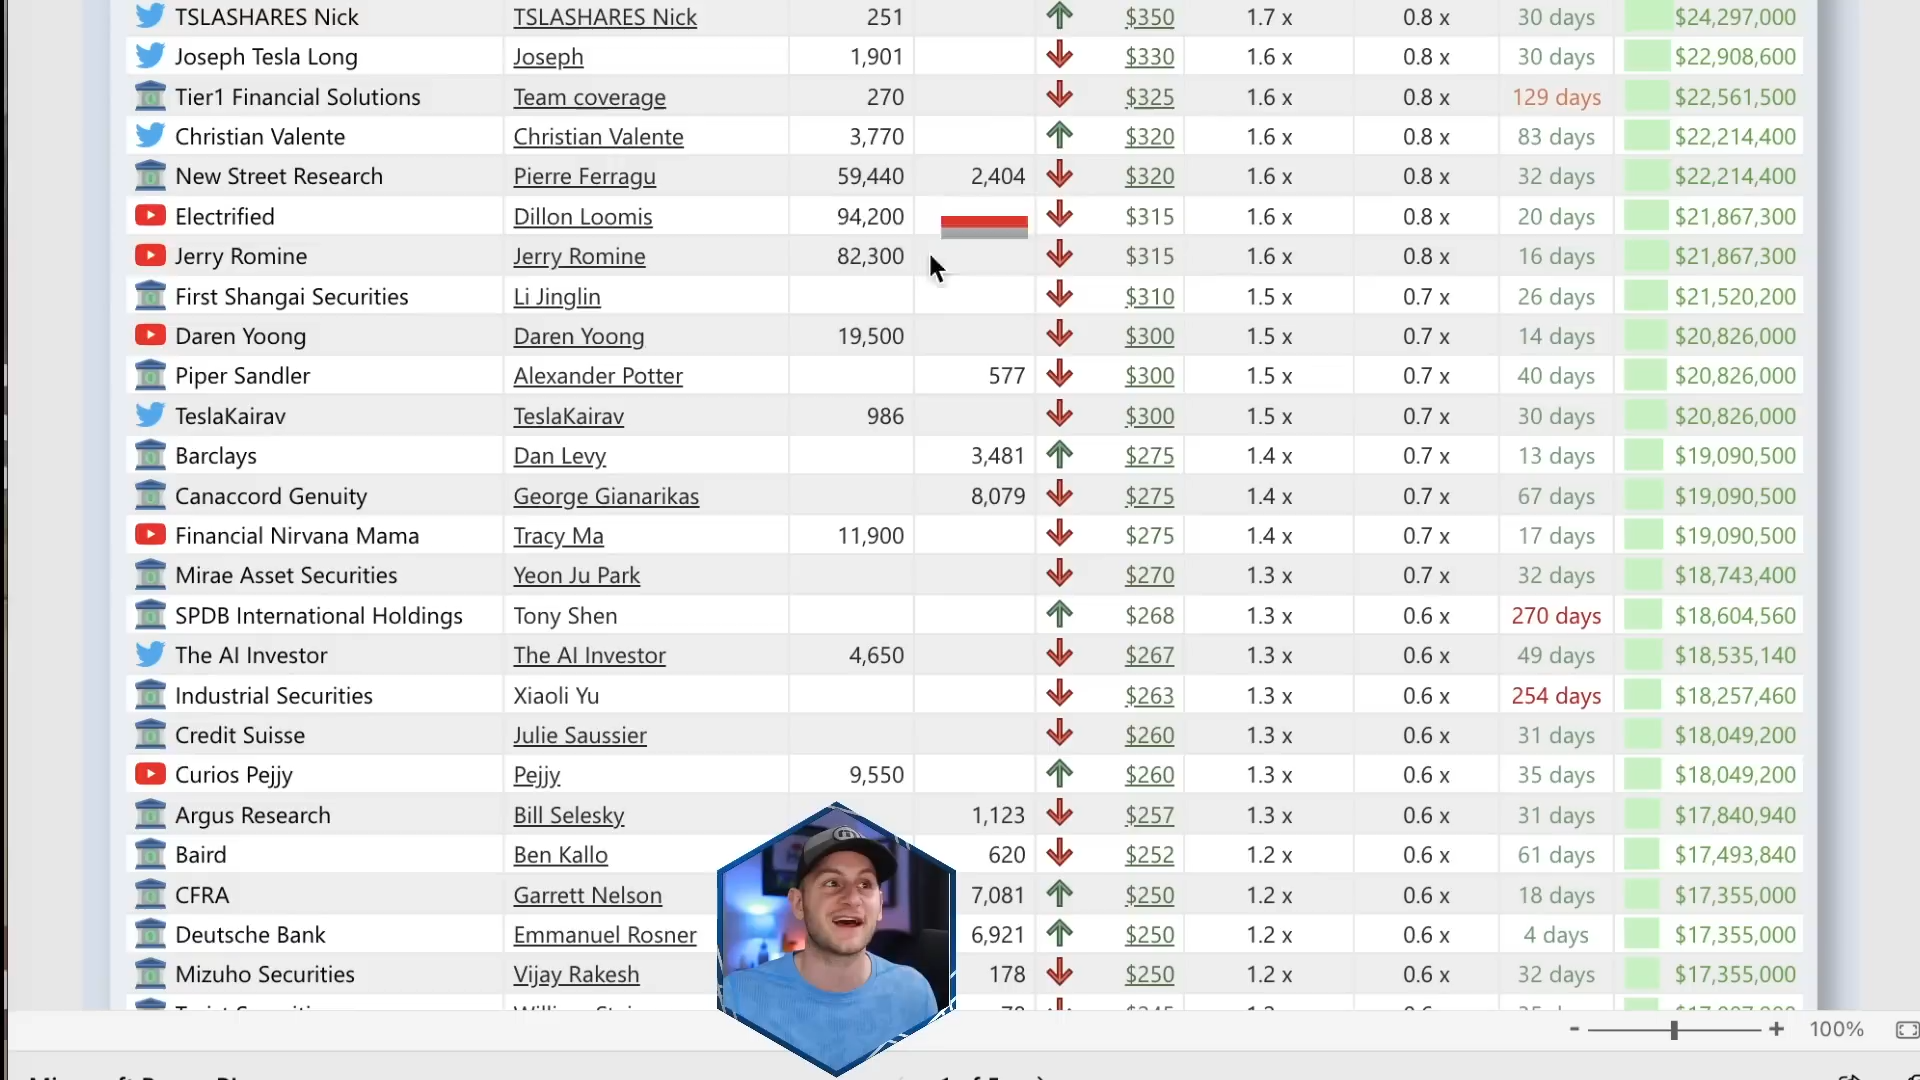 TSLASHARES Nick TSLASHARES Nick 251 $350 1.7 x 0.8 x 30 days $24,297,000
Joseph Tesla Long Joseph 1,901 $330 1.6 x 0.8 x 30 days $22,908,600
Tier1 Financial Solutions Team coverage 270 $325 1.6 x 0.8 x 129 days $22,561,500
Christian Valente Christian Valente 3,770 $320 1.6 x 0.8 x 83 days $22,214,400
New Street Research Pierre Ferragu 59,440 2,404 $320 1.6 x 0.8 x 32 days $22,214,400
Electrified Dillon Loomis 94,200 $315 1.6 x 0.8 x 20 days $21,867,300
Jerry Romine Jerry Romine 82,300 $315 1.6 x 0.8 x 16 days $21,867,300
First Shangai Securities Li Jinglin $310 1.5 x 0.7 x 26 days $21,520,200
Daren Yoong Daren Yoong 19,500 $300 1.5 x 0.7 x 14 days $20,826,000
Piper Sandler Alexander Potter 577 $300 1.5 x 0.7 x 40 days $20,826,000
TeslaKairav TeslaKairav 986 $300 1.5 x 0.7 x 30 days $20,826,000
Barclays Dan Levy 3,481 $275 1.4 x 0.7 x 13 days $19,090,500
Canaccord Genuity George Gianarikas 8,079 $275 1.4 x 0.7 x 67 days $19,090,500
Financial Nirvana Mama Tracy Ma 11,900 $275 1.4 x 0.7 x 17 days $19,090,500
Mirae Asset Securities Yeon Ju Park $270 1.3 x 0.7 x 32 days $18,743,400
SPDB International Holdings Tony Shen $268 1.3 x 0.6 x 270 days $18,604,560
The AI Investor The AI Investor 4,650 $267 1.3 x 0.6 x 49 days $18,535,140
Industrial Securities Xiaoli Yu $263 1.3 x 0.6 x 254 days $18,257,460
Credit Suisse Julie Saussier $260 1.3 x 0.6 x 31 days $18,049,200
Curios Pejjy Pejjy 9,550 $260 1.3 x 0.6 x 35 days $18,049,200
Argus Research Bill Selesky 1,123 $257 1.3 x 0.6 x 31 days $17,840,940
Baird Ben Kallo 620 $252 1.2 x 0.6 x 61 days $17,493,840
CFRA Garrett Nelson 7,081 $250 1.2 x 0.6 x 18 days $17,355,000
Deutsche Bank Emmanuel Rosner 6,921 $250 1.2 x 0.6 x 4 days $17,355,000
Mizuho Securities Vijay Rakesh 178 $250 1.2 x 0.6 x 32 days $17,355,000
100%